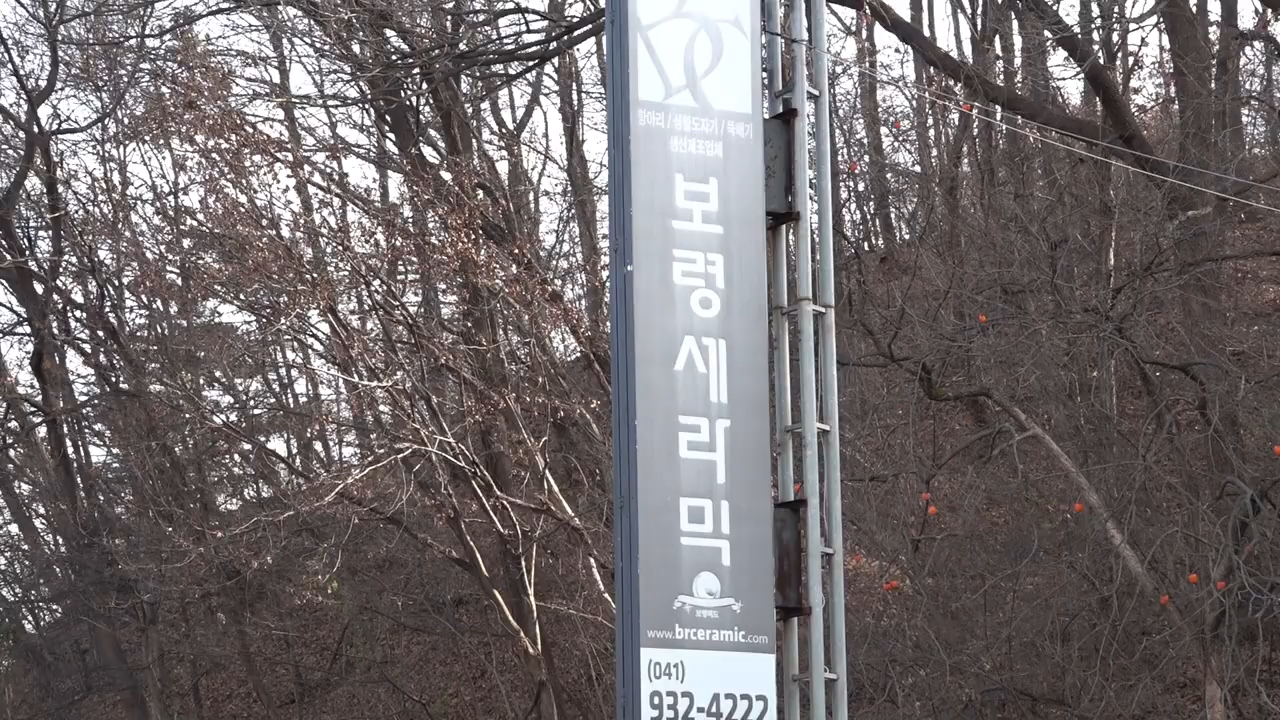 항아리 / 생활도자기 / 뚝배기
생산제조업체
보령세라믹
www.brceramic.com
(041)
932-4222